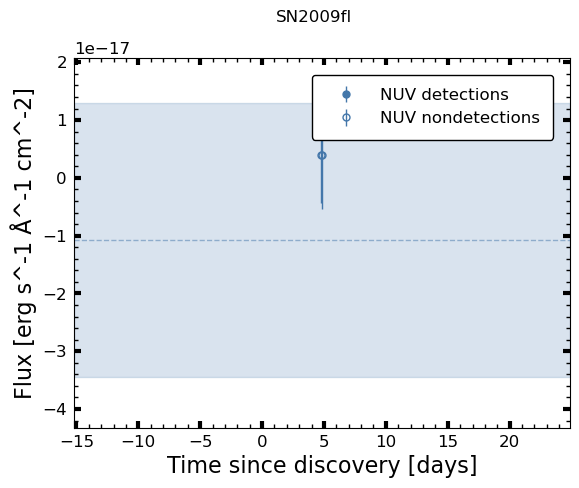 SN2009fl
1e−17
NUV detections
NUV nondetections
2
1
0
−1
−2
−3
−4
Flux [erg s^-1 Å^-1 cm^-2]
−15 −10 −5 0 5 10 15 20
Time since discovery [days]